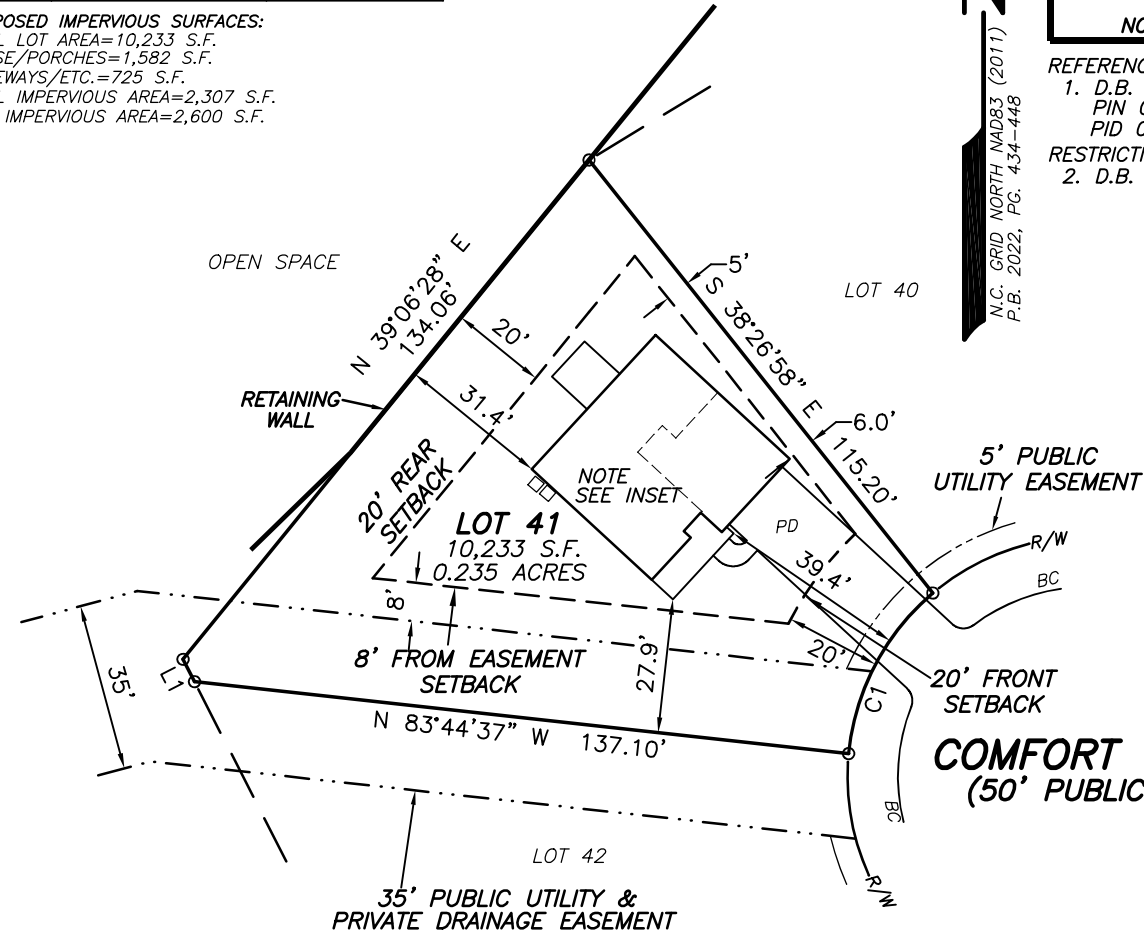 POSED IMPERVIOUS SURFACES:
L LOT AREA=10,233 S.F.
SE/PORCHES=1,582 S.F.
EWAYS/ETC.=725 S.F.
L IMPERVIOUS AREA=2,307 S.F.
IMPERVIOUS AREA=2,600 S.F.
N.C. GRID NORTH NAD83 (2011)
P.B. 2022, PG. 434-448
NO
REFERENC
1. D.B.
PIN
PID
RESTRICTI
2. D.B.
OPEN SPACE
N 39°06'28" E
134.06'
20'
31.4'
5'
S 38°26'58" E 115.20'
LOT 40
6.0'
RETAINING
WALL
20' REAR
SETBACK
NOTE
SEE INSET
LOT 41
10,233 S.F.
0.235 ACRES
PD
39.4'
5' PUBLIC
UTILITY EASEMENT
R/W
BC
8'
8' FROM EASEMENT
SETBACK
27.9'
20'
20' FRONT
SETBACK
C1
L1
35'
N 83°44'37" W 137.10'
COMFORT
(50' PUBLIC
BC
LOT 42
R/W
35' PUBLIC UTILITY &
PRIVATE DRAINAGE EASEMENT